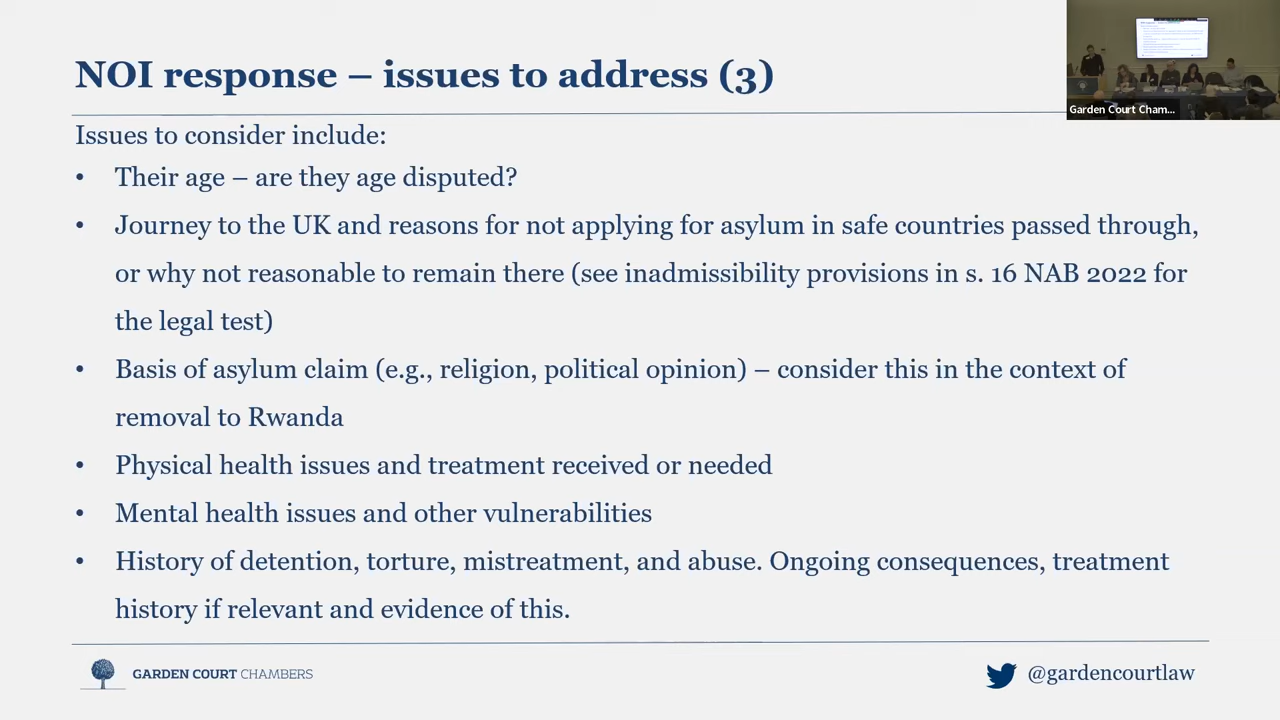 NOI response – issues to address (3)
Garden Court Cham...
Issues to consider include:
• Their age – are they age disputed?
• Journey to the UK and reasons for not applying for asylum in safe countries passed through,
or why not reasonable to remain there (see inadmissibility provisions in s. 16 NAB 2022 for
the legal test)
• Basis of asylum claim (e.g., religion, political opinion) – consider this in the context of
removal to Rwanda
• Physical health issues and treatment received or needed
• Mental health issues and other vulnerabilities
• History of detention, torture, mistreatment, and abuse. Ongoing consequences, treatment
history if relevant and evidence of this.
GARDEN COURT CHAMBERS
@gardencourtlaw